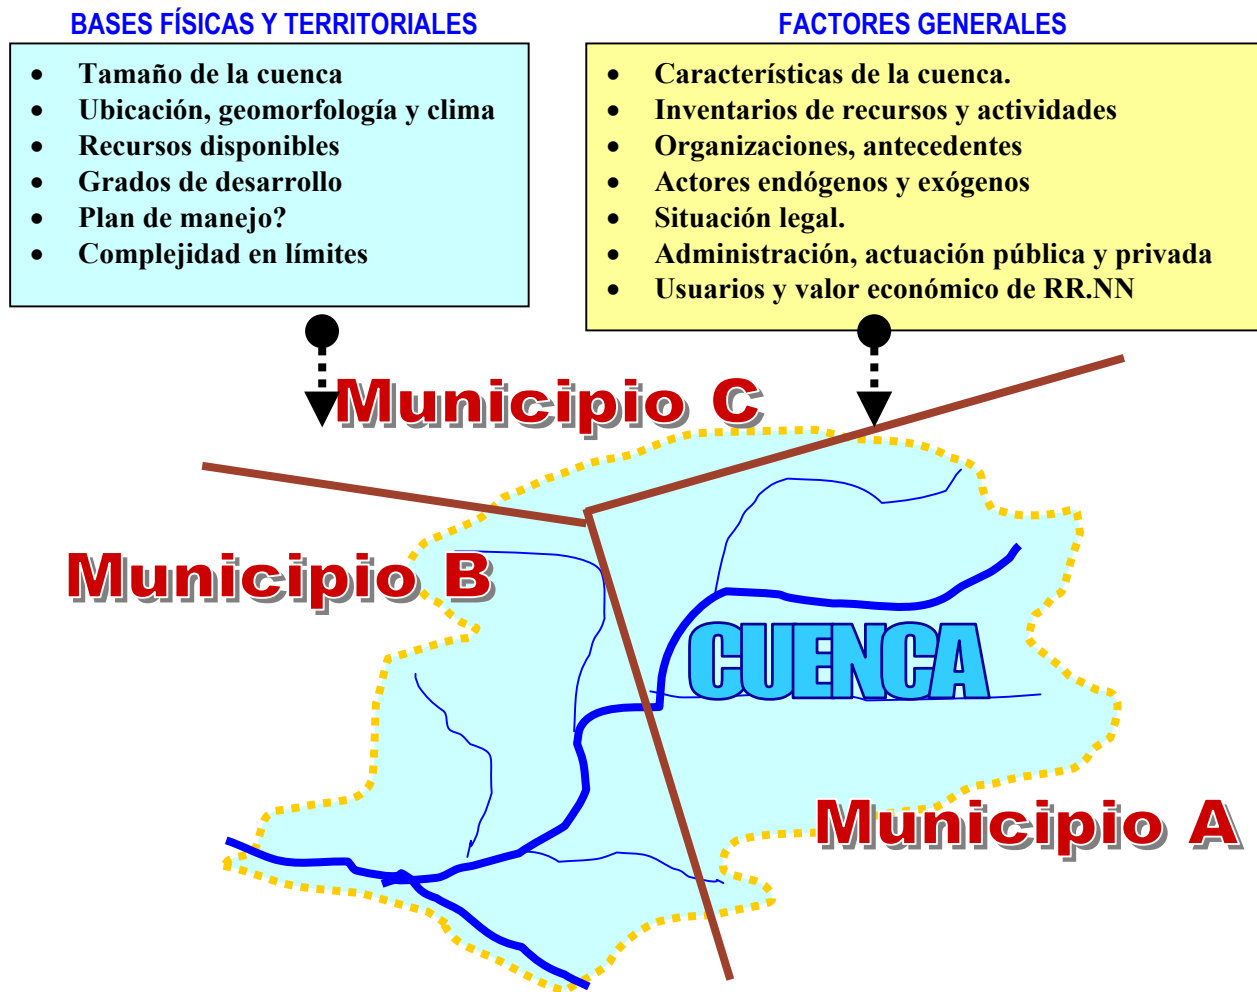 BASES FÍSICAS Y TERRITORIALES
• Tamaño de la cuenca
• Ubicación, geomorfología y clima
• Recursos disponibles
• Grados de desarrollo
• Plan de manejo?
• Complejidad en límites
FACTORES GENERALES
• Características de la cuenca.
• Inventarios de recursos y actividades
• Organizaciones, antecedentes
• Actores endógenos y exógenos
• Situación legal.
• Administración, actuación pública y privada
• Usuarios y valor económico de RR.NN
Municipio C
Municipio B
CUENCA
Municipio A